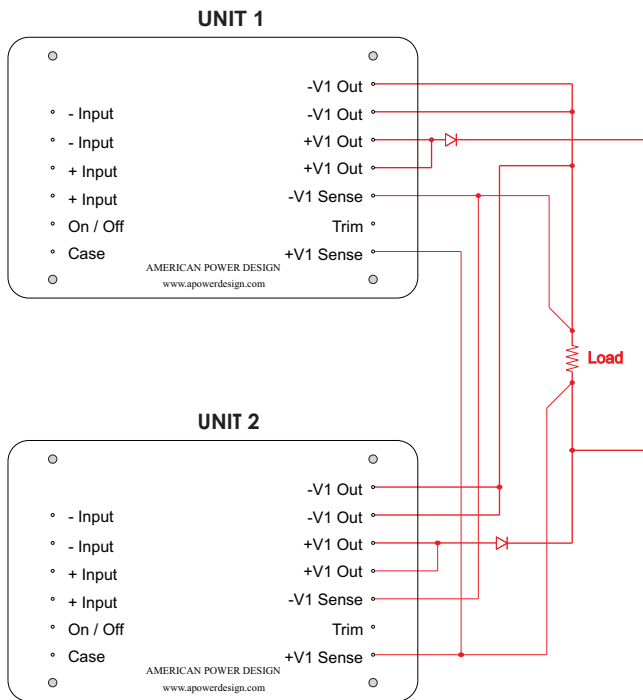 UNIT 1
-V1 Out
- Input -V1 Out
- Input +V1 Out
+ Input +V1 Out
+ Input -V1 Sense
On / Off Trim
Case +V1 Sense
AMERICAN POWER DESIGN
www.apowerdesign.com
Load
UNIT 2
-V1 Out
- Input -V1 Out
- Input +V1 Out
+ Input +V1 Out
+ Input -V1 Sense
On / Off Trim
Case +V1 Sense
AMERICAN POWER DESIGN
www.apowerdesign.com